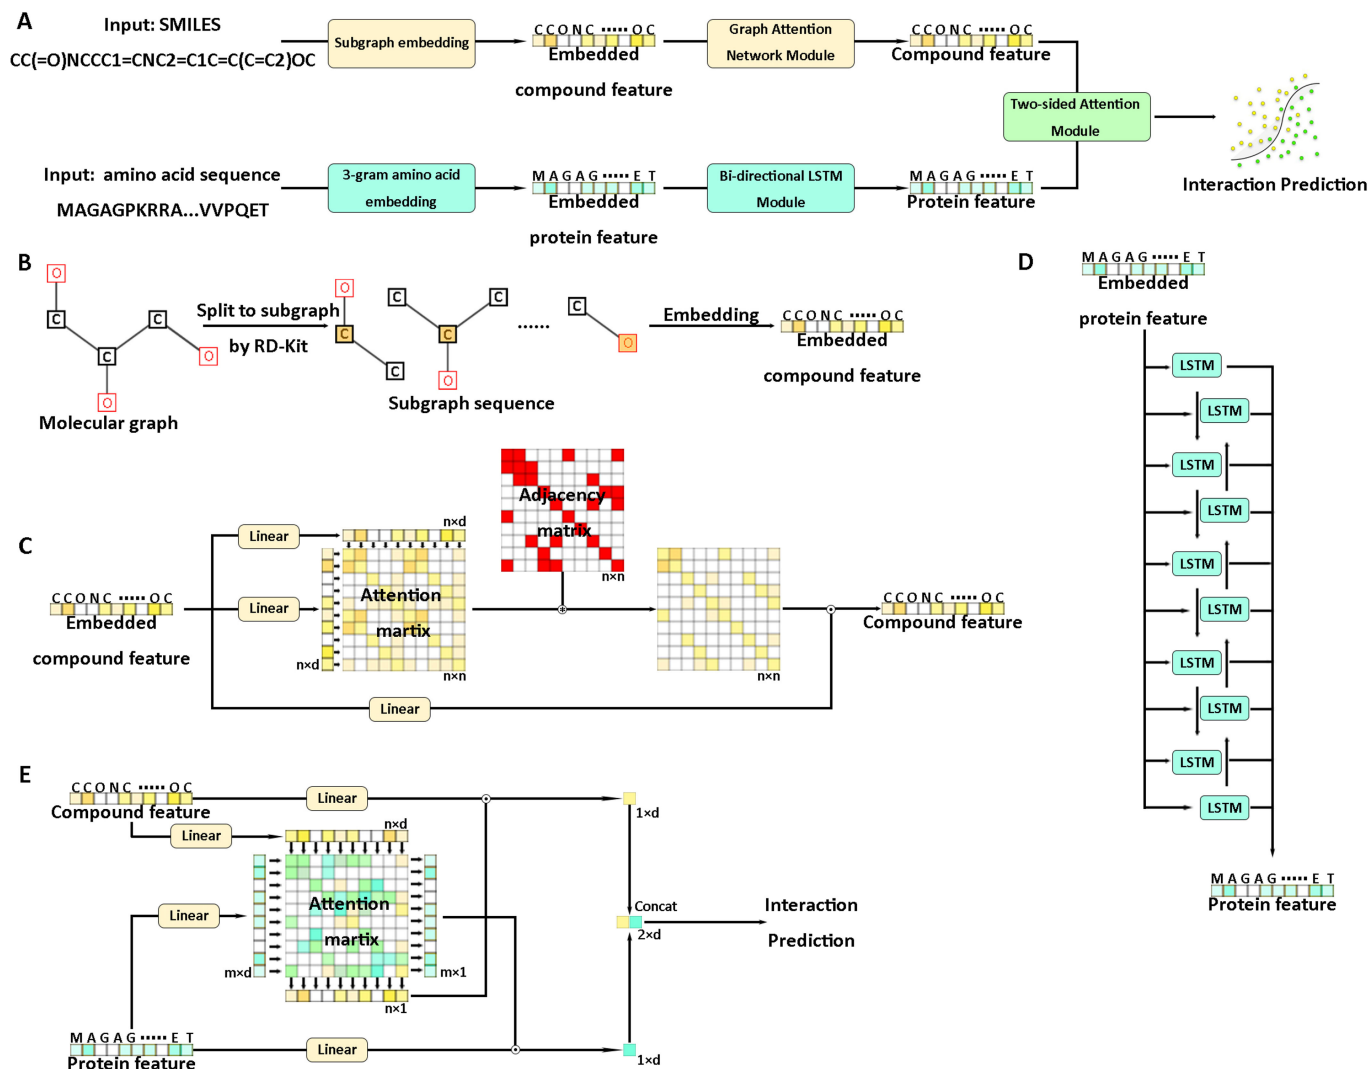 A
Input: SMILES
CC(=O)NCCC1=CNC2=C1C=C(C=C2)OC
Subgraph embedding
C C O N C ····· O C
Embedded
compound feature
Graph Attention
Network Module
C C O N C ····· O C
Compound feature
Two-sided Attention
Module
Interaction Prediction
Input: amino acid sequence
MAGAGPKRRA...VVPQET
3-gram amino acid
embedding
M A G A G ····· E T
Embedded
protein feature
Bi-directional LSTM
Module
M A G A G ····· E T
Protein feature
B
O
C
C
C
O
O
Molecular graph
Split to subgraph
by RD-Kit
O
C
C
C
C
C
O
......
C
O
Subgraph sequence
Embedding
C C O N C ····· O C
Embedded
compound feature
C
C C O N C ····· O C
Embedded
compound feature
Linear
Linear
Linear
n×d
n×d
Attention
martix
n×n
Adjacency
matrix
n×n
n×n
C C O N C ····· O C
Compound feature
D
M A G A G ····· E T
Embedded
protein feature
LSTM
LSTM
LSTM
LSTM
LSTM
LSTM
LSTM
LSTM
LSTM
LSTM
M A G A G ····· E T
Protein feature
E
C C O N C ····· O C
Compound feature
Linear
Linear
n×d
Linear
Attention
martix
m×d
m×1
n×1
M A G A G ····· E T
Protein feature
Linear
1×d
Concat
2×d
1×d
Interaction
Prediction